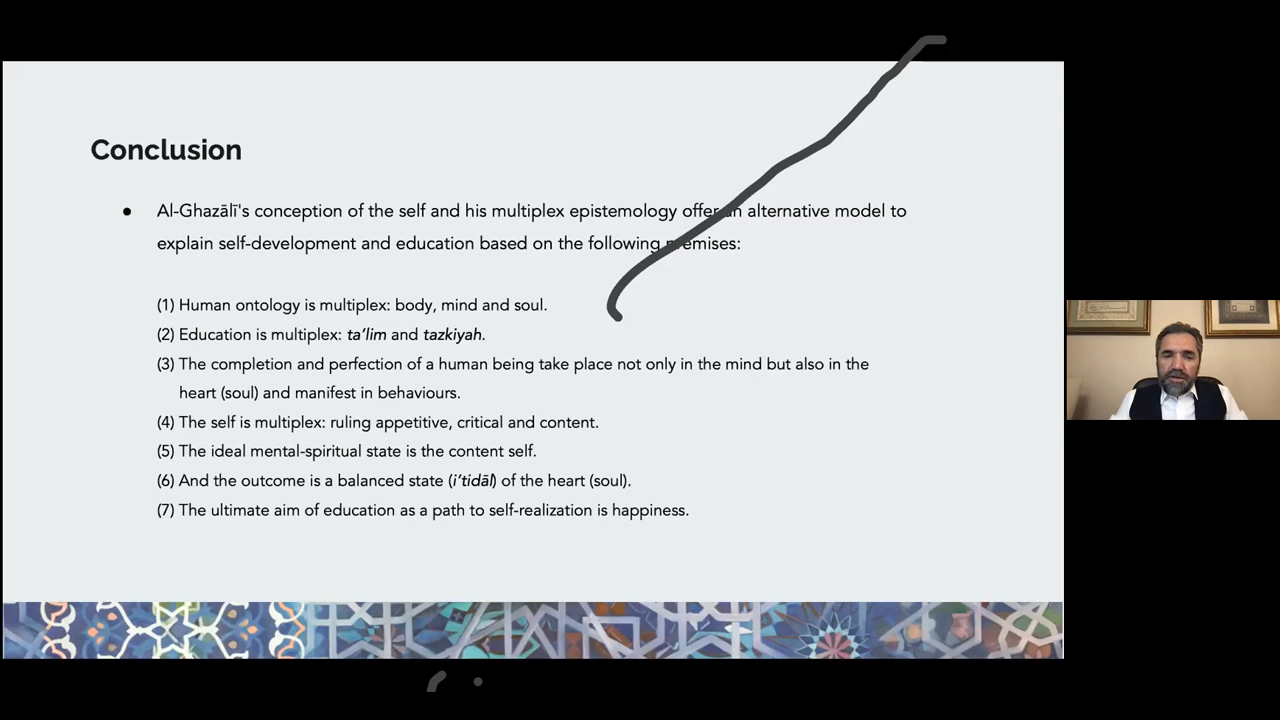 Conclusion
● Al-Ghazālī's conception of the self and his multiplex epistemology offer an alternative model to
explain self-development and education based on the following premises:
(1) Human ontology is multiplex: body, mind and soul.
(2) Education is multiplex: ta’lim and tazkiyah.
(3) The completion and perfection of a human being take place not only in the mind but also in the
heart (soul) and manifest in behaviours.
(4) The self is multiplex: ruling appetitive, critical and content.
(5) The ideal mental-spiritual state is the content self.
(6) And the outcome is a balanced state (i’tidāl) of the heart (soul).
(7) The ultimate aim of education as a path to self-realization is happiness.